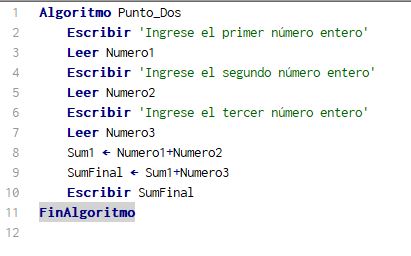 1 Algoritmo Punto_Dos
2 Escribir 'Ingrese el primer número entero'
3 Leer Numero1
4 Escribir 'Ingrese el segundo número entero'
5 Leer Numero2
6 Escribir 'Ingrese el tercer número entero'
7 Leer Numero3
8 Sum1 ← Numero1+Numero2
9 SumFinal ← Sum1+Numero3
10 Escribir SumFinal
11 FinAlgoritmo
12